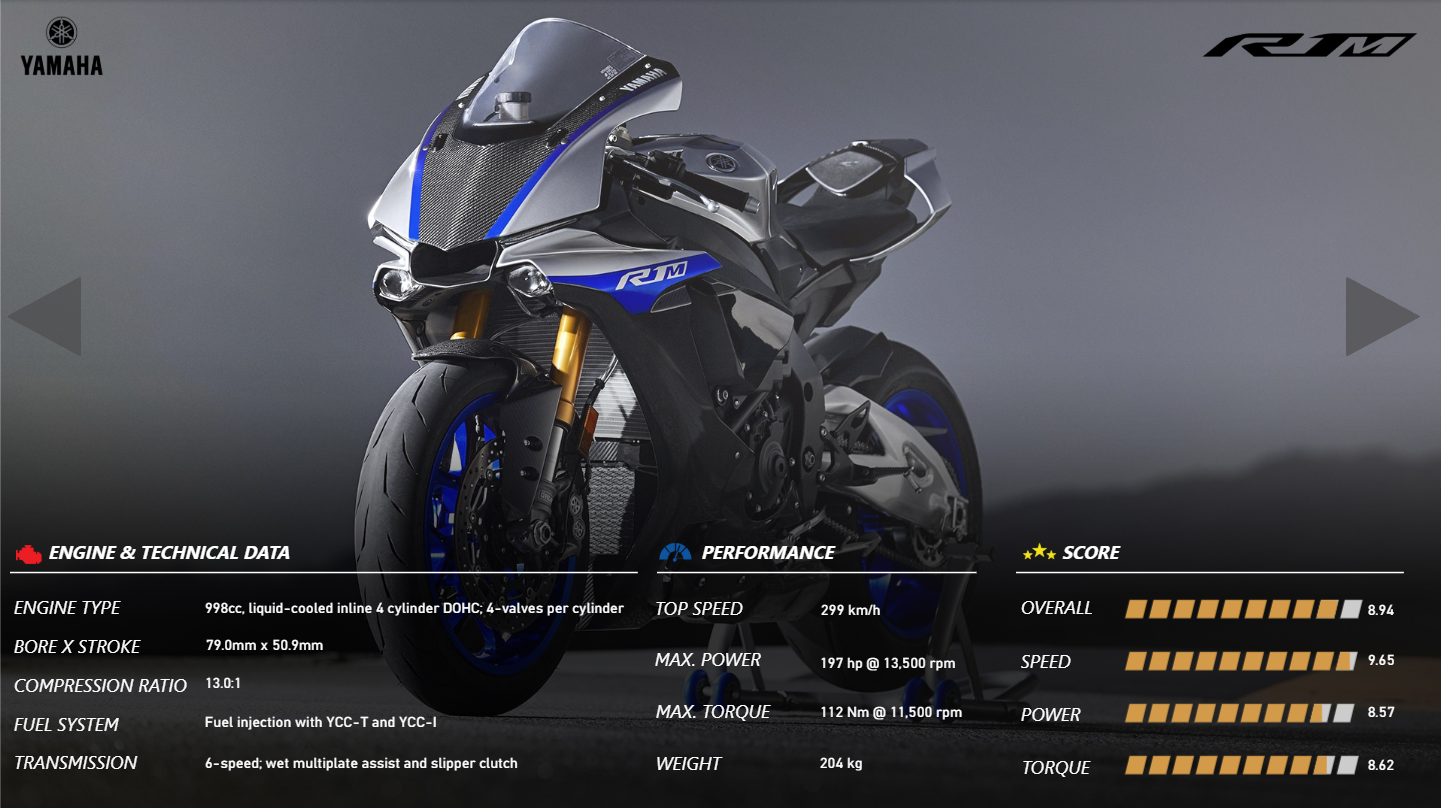 YAMAHA
R1M
YAMAHA
R1M
ENGINE & TECHNICAL DATA
ENGINE TYPE 998cc, liquid-cooled inline 4 cylinder DOHC; 4-valves per cylinder
BORE X STROKE 79.0mm x 50.9mm
COMPRESSION RATIO 13.0:1
FUEL SYSTEM Fuel injection with YCC-T and YCC-I
TRANSMISSION 6-speed; wet multiplate assist and slipper clutch
PERFORMANCE
TOP SPEED 299 km/h
MAX. POWER 197 hp @ 13,500 rpm
MAX. TORQUE 112 Nm @ 11,500 rpm
WEIGHT 204 kg
SCORE
OVERALL 8.94
SPEED 9.65
POWER 8.57
TORQUE 8.62